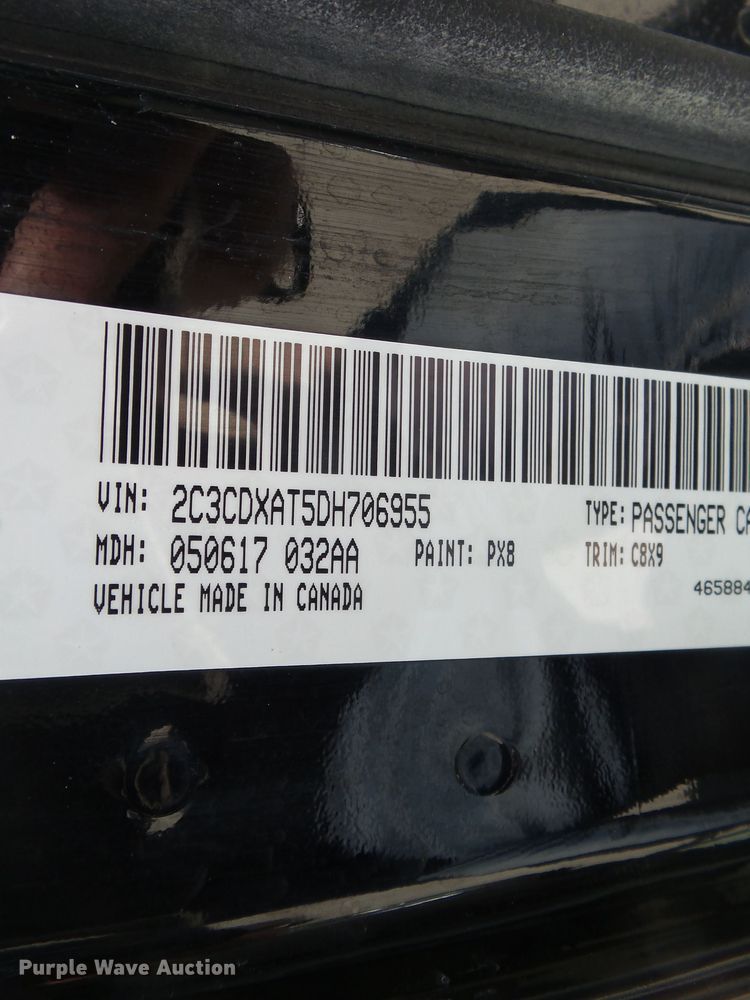 VIN: 2C3CDXAT5DH706955 TYPE: PASSENGER CA
MDH: 050617 032AA PAINT: PX8 TRIM: C8X9
VEHICLE MADE IN CANADA 465884
Purple Wave Auction